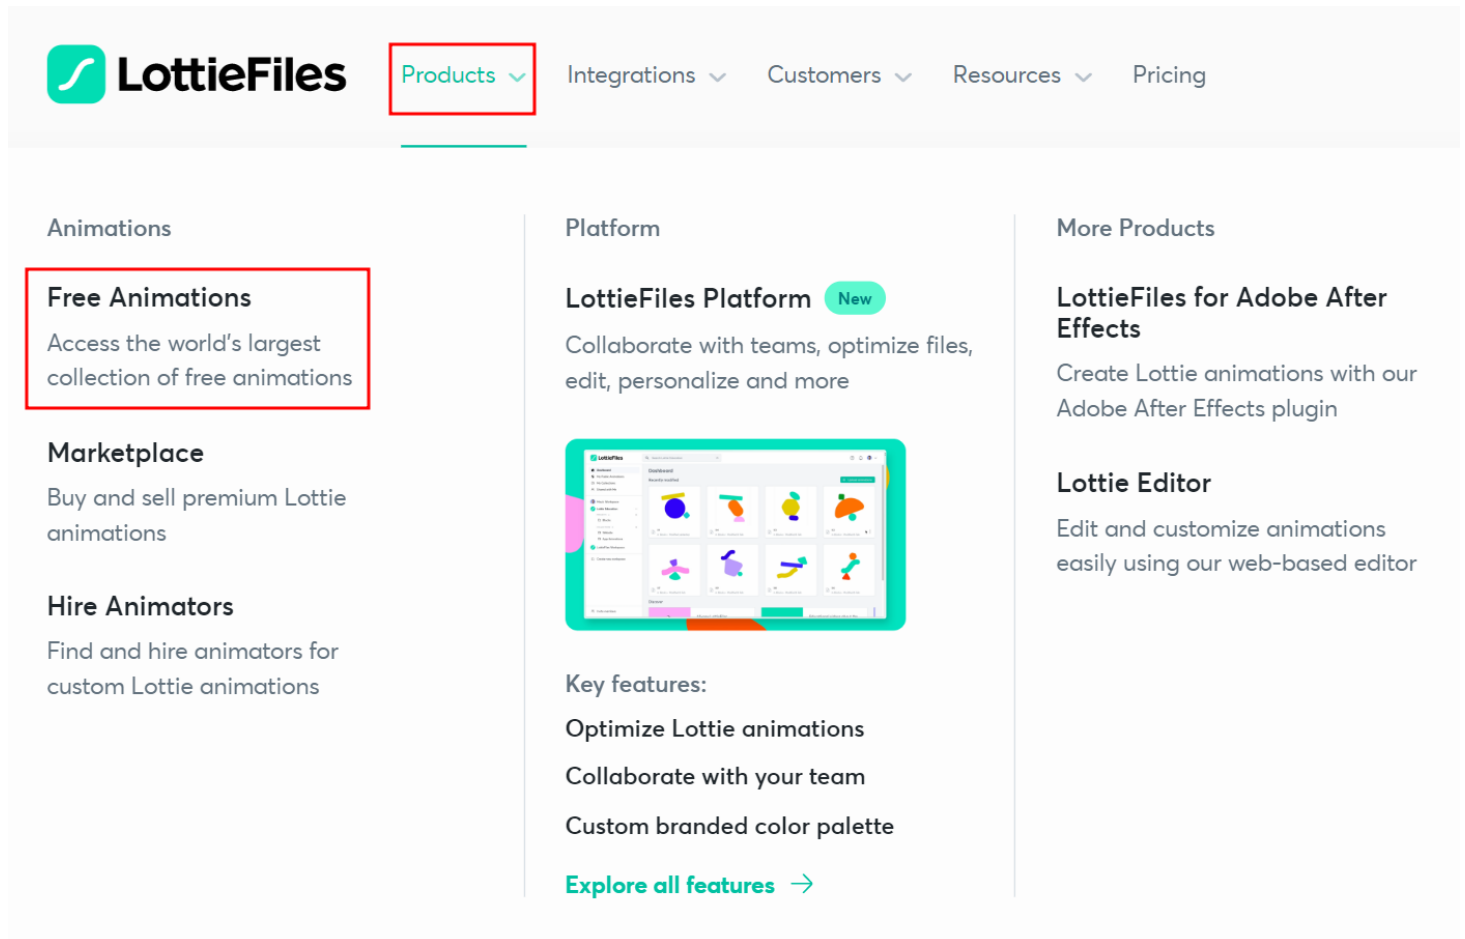 LottieFiles
Products
Integrations
Customers
Resources
Pricing
Animations
Free Animations
Access the world's largest
collection of free animations
Marketplace
Buy and sell premium Lottie
animations
Hire Animators
Find and hire animators for
custom Lottie animations
Platform
LottieFiles Platform New
Collaborate with teams, optimize files,
edit, personalize and more
LottieFiles
Dashboard
Key features:
Optimize Lottie animations
Collaborate with your team
Custom branded color palette
Explore all features →
More Products
LottieFiles for Adobe After
Effects
Create Lottie animations with our
Adobe After Effects plugin
Lottie Editor
Edit and customize animations
easily using our web-based editor